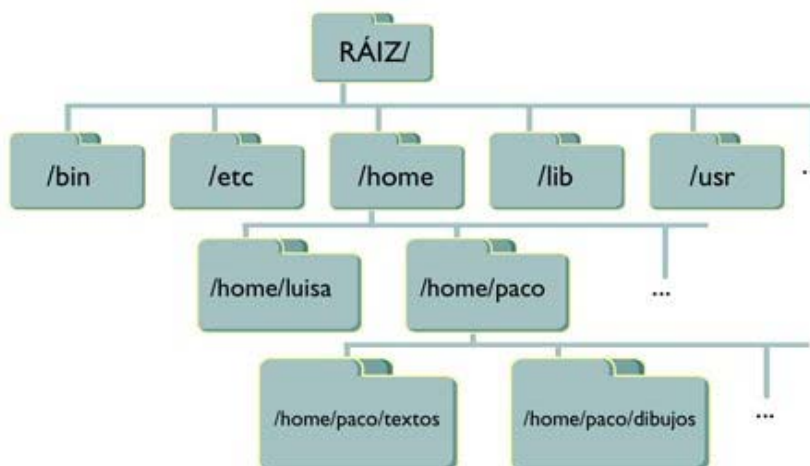 RÁIZ/
/bin
/etc
/home
/lib
/usr
..
/home/luisa
/home/paco
...
/home/paco/textos
/home/paco/dibujos
...